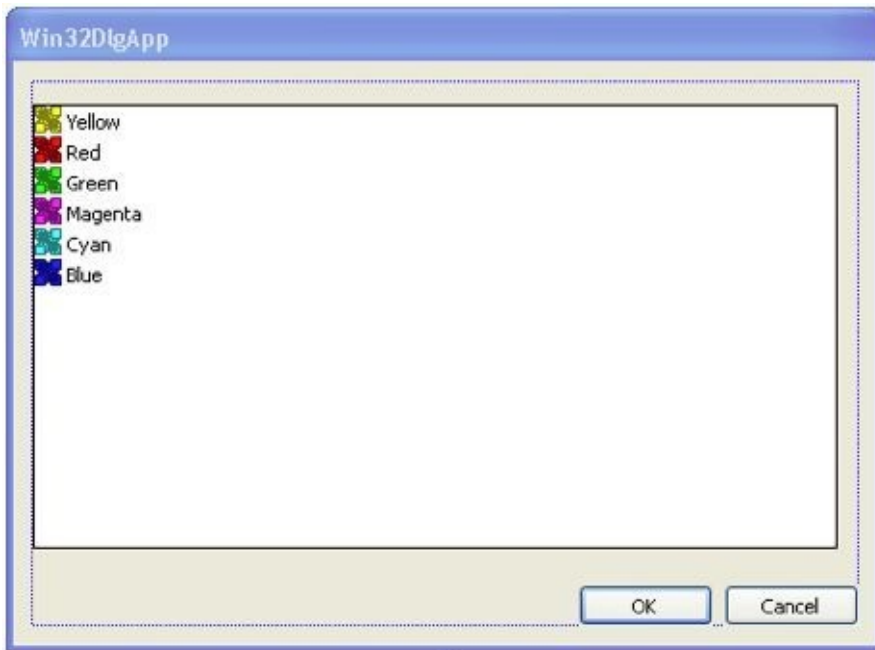 Win32DlgApp
Yellow
Red
Green
Magenta
Cyan
Blue
OK
Cancel